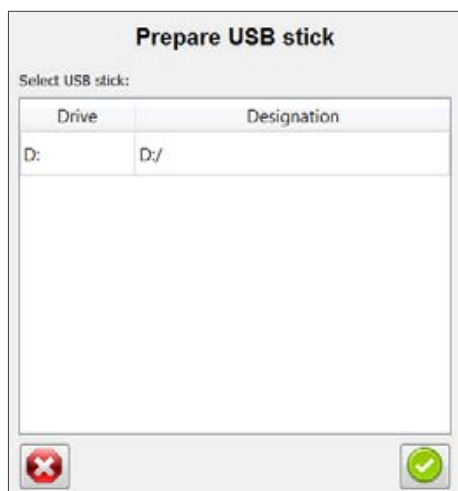 Prepare USB stick
Select USB stick:
Drive Designation
D: D:/